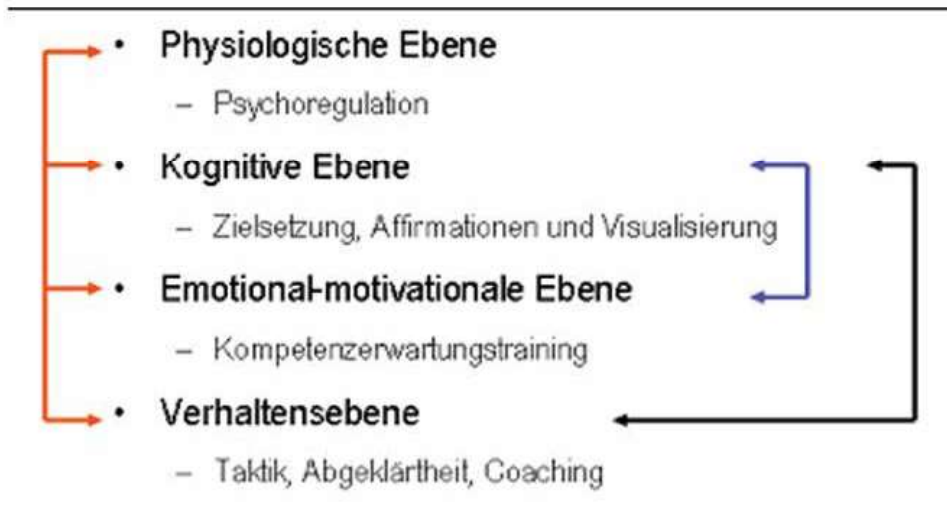 • Physiologische Ebene
– Psychoregulation
• Kognitive Ebene
– Zielsetzung, Affirmationen und Visualisierung
• Emotional-motivationale Ebene
– Kompetenzerwartungstraining
• Verhaltensebene
– Taktik, Abgeklärtheit, Coaching